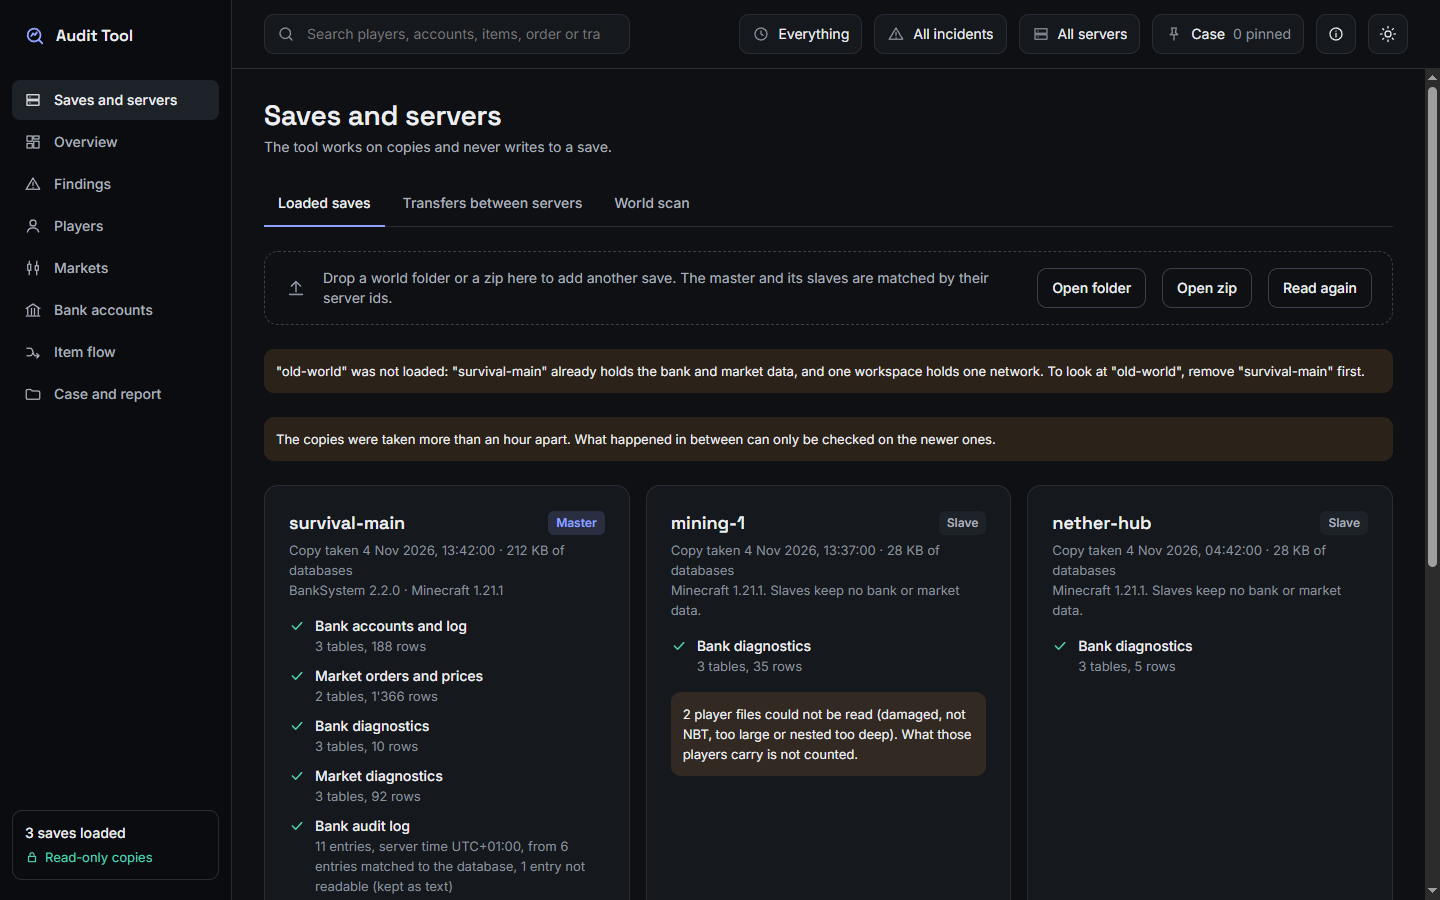 Audit Tool
Search players, accounts, items, order or tra
Everything
All incidents
All servers
Case 0 pinned
Saves and servers
Overview
Findings
Players
Markets
Bank accounts
Item flow
Case and report
3 saves loaded
Read-only copies
Saves and servers
The tool works on copies and never writes to a save.
Loaded saves
Transfers between servers
World scan
Drop a world folder or a zip here to add another save. The master and its slaves are matched by their
server ids.
Open folder
Open zip
Read again
"old-world" was not loaded: "survival-main" already holds the bank and market data, and one workspace holds one network. To look at "old-world", remove "survival-main" first.
The copies were taken more than an hour apart. What happened in between can only be checked on the newer ones.
survival-main
Master
Copy taken 4 Nov 2026, 13:42:00 · 212 KB of
databases
BankSystem 2.2.0 · Minecraft 1.21.1
Bank accounts and log
3 tables, 188 rows
Market orders and prices
2 tables, 1'366 rows
Bank diagnostics
3 tables, 10 rows
Market diagnostics
3 tables, 92 rows
Bank audit log
11 entries, server time UTC+01:00, from 6
entries matched to the database, 1 entry not
readable (kept as text)
mining-1
Slave
Copy taken 4 Nov 2026, 13:37:00 · 28 KB of
databases
Minecraft 1.21.1. Slaves keep no bank or market
data.
Bank diagnostics
3 tables, 35 rows
2 player files could not be read (damaged, not
NBT, too large or nested too deep). What those
players carry is not counted.
nether-hub
Slave
Copy taken 4 Nov 2026, 04:42:00 · 28 KB of
databases
Minecraft 1.21.1. Slaves keep no bank or market
data.
Bank diagnostics
3 tables, 5 rows